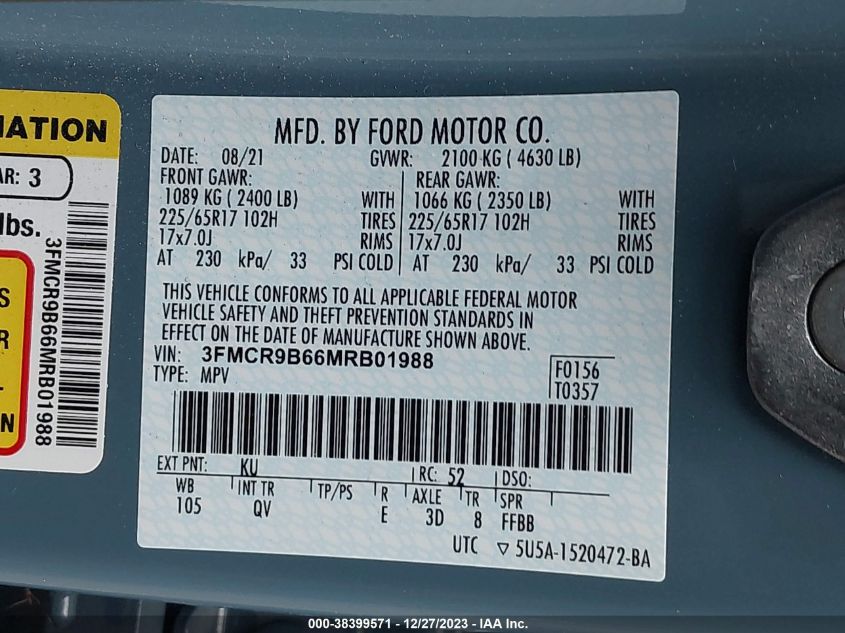 MATION
AR: 3
lbs.
3FMCR9B66MRB01988
S
R
N
MFD. BY FORD MOTOR CO.
DATE: 08/21 GVWR: 2100 KG ( 4630 LB)
FRONT GAWR: REAR GAWR:
1089 KG ( 2400 LB) WITH 1066 KG ( 2350 LB) WITH
225/65R17 102H TIRES 225/65R17 102H TIRES
17x7.0J RIMS 17x7.0J RIMS
AT 230 kPa/ 33 PSI COLD AT 230 kPa/ 33 PSI COLD
THIS VEHICLE CONFORMS TO ALL APPLICABLE FEDERAL MOTOR
VEHICLE SAFETY AND THEFT PREVENTION STANDARDS IN
EFFECT ON THE DATE OF MANUFACTURE SHOWN ABOVE.
VIN: 3FMCR9B66MRB01988
TYPE: MPV
F0156
T0357
EXT PNT: KU RC: 52 DSO:
WB INT TR TP/PS R AXLE TR SPR
105 QV E 3D 8 FFBB
UTC ▽ 5U5A-1520472-BA
000-38399571 - 12/27/2023 - IAA Inc.